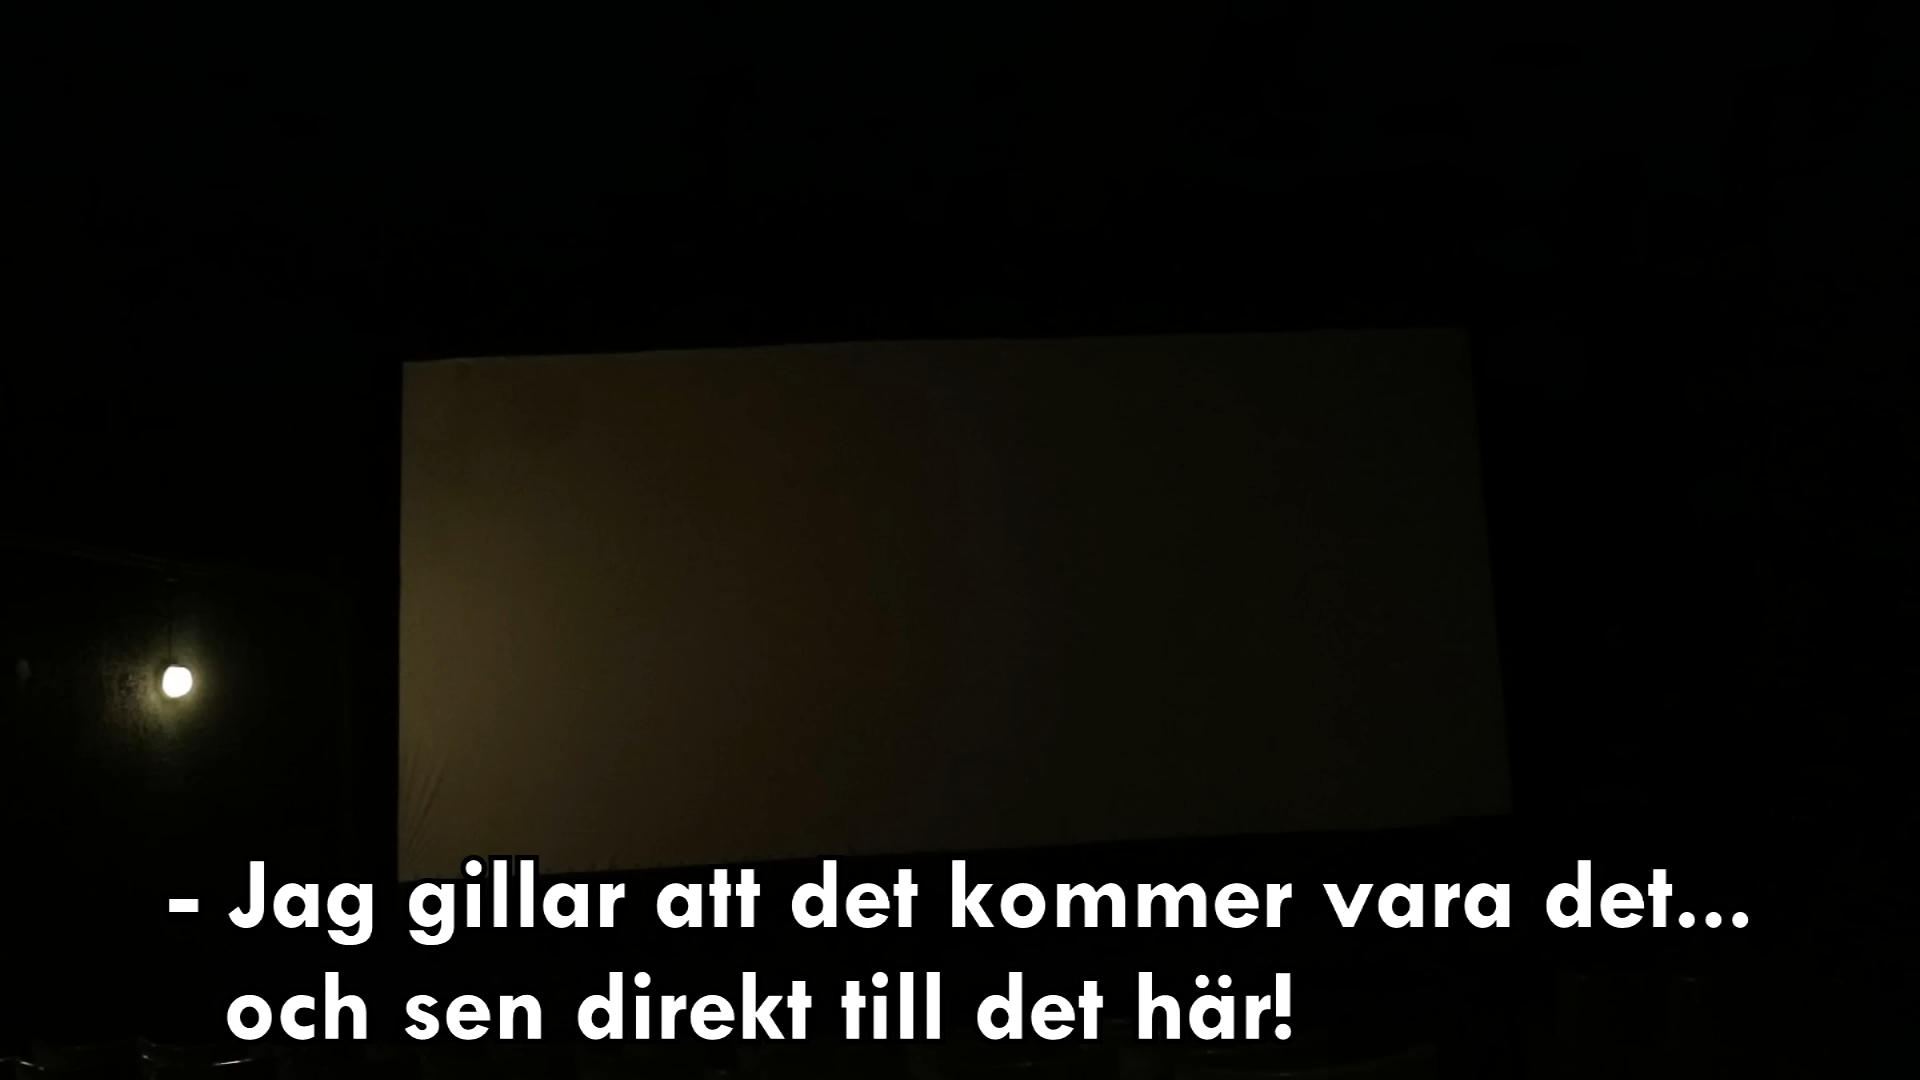 - Jag gillar att det kommer vara det...
och sen direkt till det här!